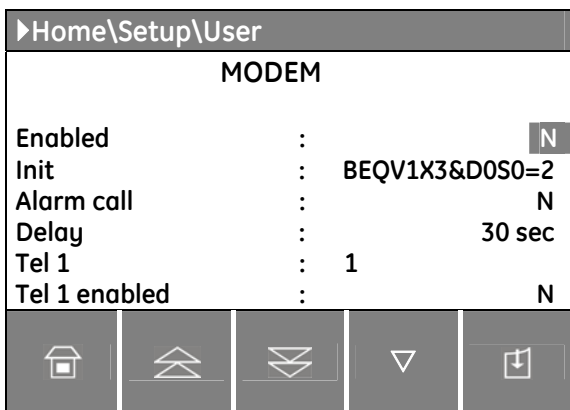 Home\Setup\User
MODEM
Enabled : N
Init : BEQV1X3&D0S0=2
Alarm call : N
Delay : 30 sec
Tel 1 : 1
Tel 1 enabled : N